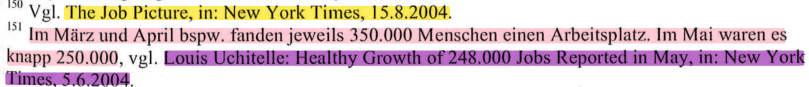 150 Vgl. The Job Picture, in: New York Times, 15.8.2004.
151 Im März und April bspw. fanden jeweils 350.000 Menschen einen Arbeitsplatz. Im Mai waren es
knapp 250.000, vgl. Louis Uchitelle: Healthy Growth of 248.000 Jobs Reported in May, in: New York
Times, 5.6.2004.